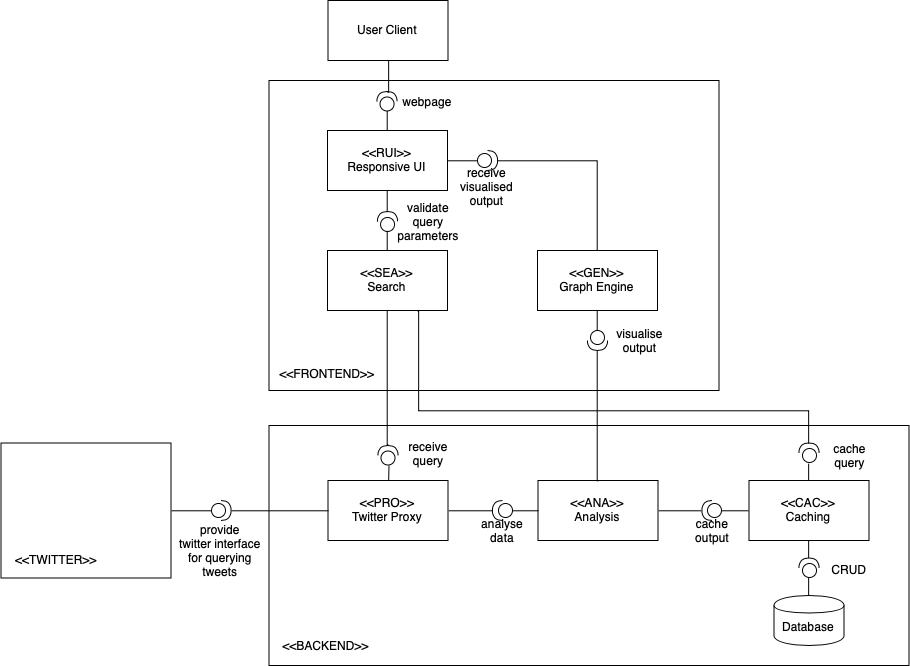 User Client
webpage
<<RUI>>
Responsive UI
receive
visualised
output
validate
query
parameters
<<SEA>>
Search
<<GEN>>
Graph Engine
visualise
output
<<FRONTEND>>
receive
query
cache
query
<<PRO>>
Twitter Proxy
<<ANA>>
Analysis
<<CAC>>
Caching
analyse
data
cache
output
provide
twitter interface
for querying
tweets
<<TWITTER>>
CRUD
Database
<<BACKEND>>